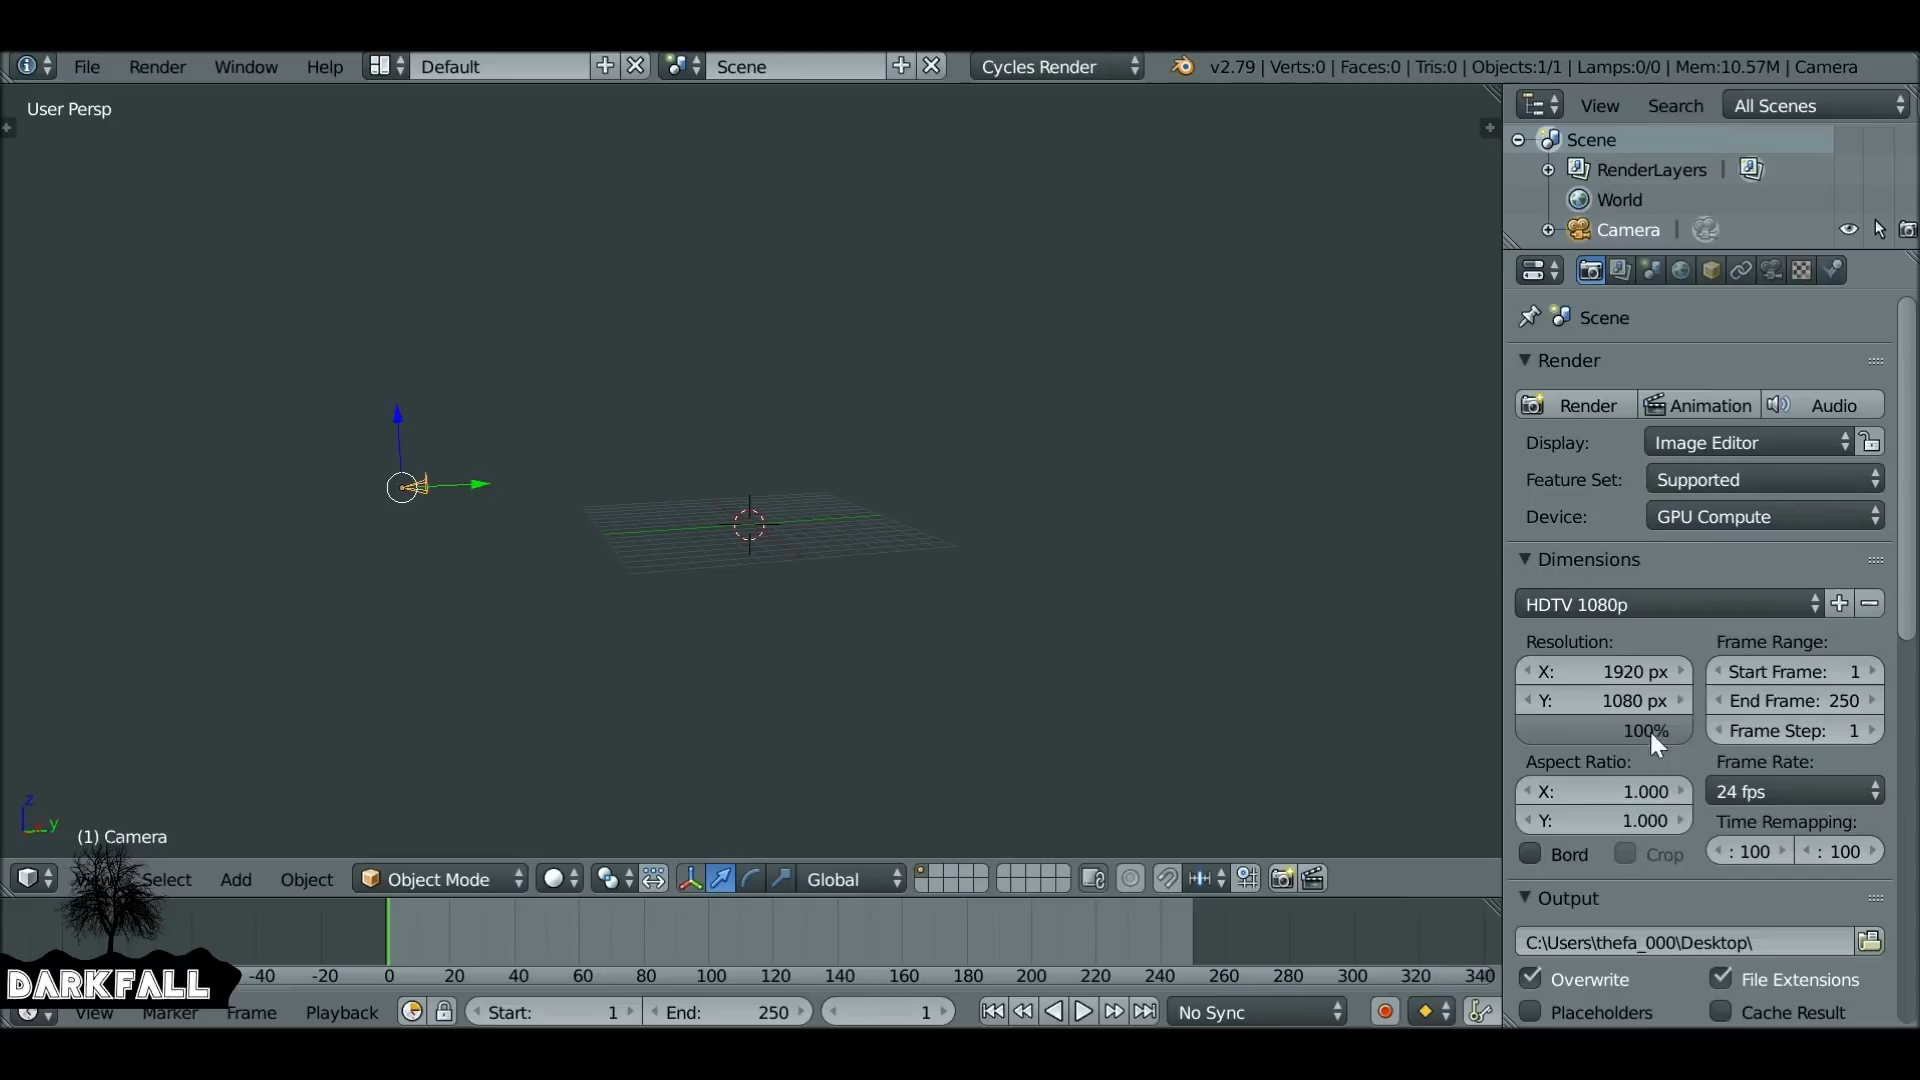 File Render Window Help Default Scene Cycles Render v2.79 | Verts:0 | Faces:0 | Tris:0 | Objects:1/1 | Lamps:0/0 | Mem:10.57M | Camera
User Persp
View Search All Scenes
Scene
RenderLayers
World
Camera
Scene
Render
Render Animation Audio
Display: Image Editor
Feature Set: Supported
Device: GPU Compute
Dimensions
HDTV 1080p
Resolution: Frame Range:
X: 1920 px Start Frame: 1
Y: 1080 px End Frame: 250
100% Frame Step: 1
Aspect Ratio: Frame Rate:
X: 1.000 24 fps
Y: 1.000 Time Remapping:
Bord Crop : 100 : 100
Output
C:\Users\thefa_000\Desktop\
Overwrite File Extensions
Placeholders Cache Result
z
y
(1) Camera
View Select Add Object Object Mode Global
-40 -20 0 20 40 60 80 100 120 140 160 180 200 220 240 260 280 300 320 340
DARKFALL
View Marker Frame Playback Start: 1 End: 250 1 No Sync